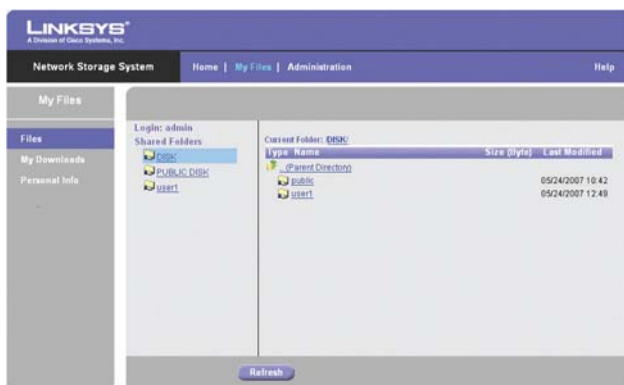 LINKSYS®
A Division of Cisco Systems, Inc.
Network Storage System Home | My Files | Administration Help
My Files
Files
My Downloads
Personal Info
Login: admin
Shared Folders
DISK
PUBLIC DISK
user1
Current Folder: DISK/
Type Name Size (Byte) Last Modified
.. (Parent Directory)
public 05/24/2007 10:42
user1 05/24/2007 12:49
Refresh